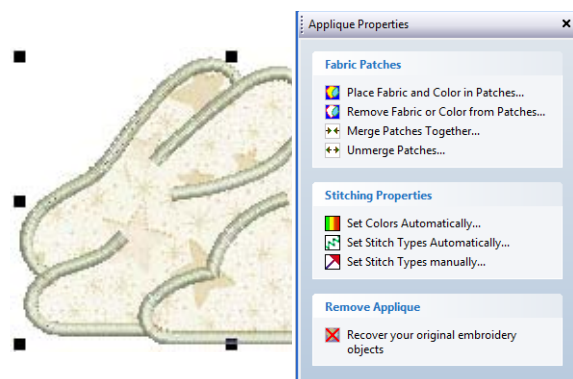 Applique Properties
Fabric Patches
Place Fabric and Color in Patches...
Remove Fabric or Color from Patches...
Merge Patches Together...
Unmerge Patches...
Stitching Properties
Set Colors Automatically...
Set Stitch Types Automatically...
Set Stitch Types manually...
Remove Applique
Recover your original embroidery
objects